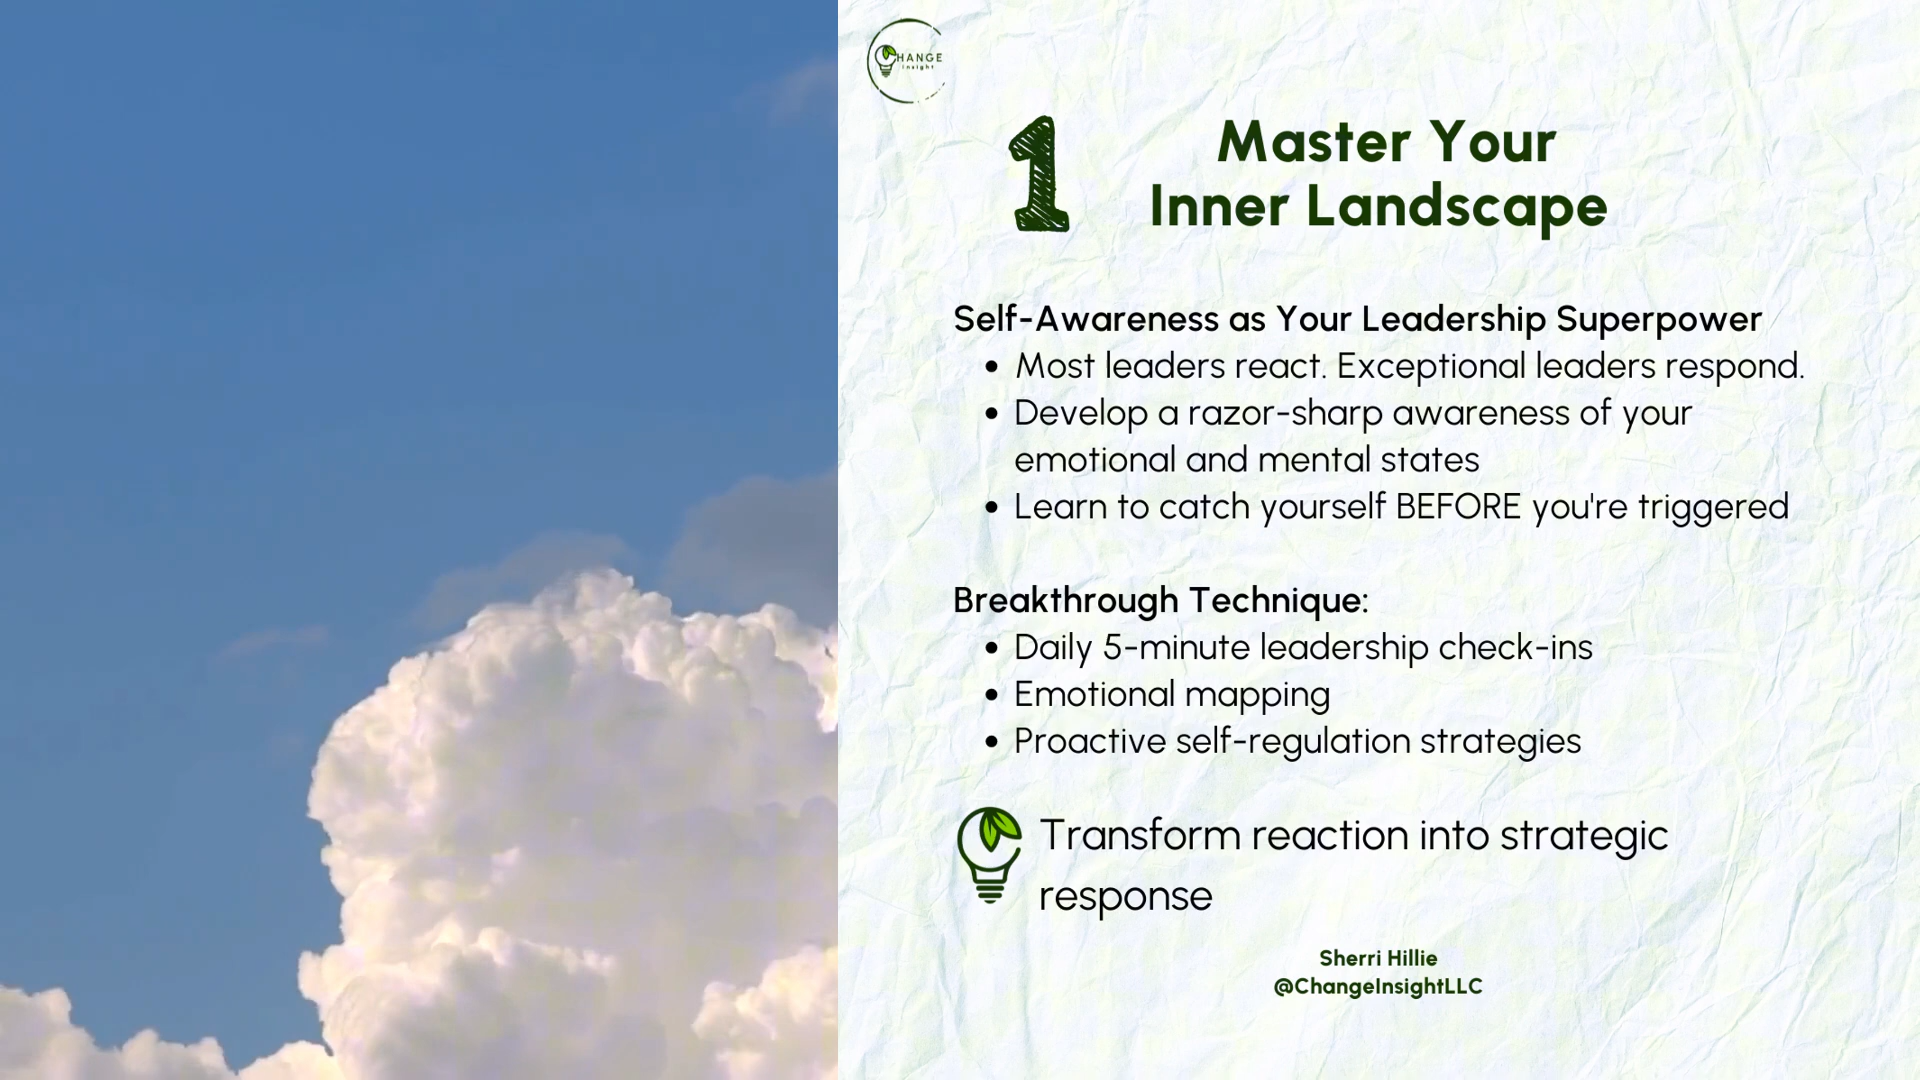 CHANGE
insight
1
Master Your
Inner Landscape
Self-Awareness as Your Leadership Superpower
• Most leaders react. Exceptional leaders respond.
• Develop a razor-sharp awareness of your
emotional and mental states
• Learn to catch yourself BEFORE you're triggered
Breakthrough Technique:
• Daily 5-minute leadership check-ins
• Emotional mapping
• Proactive self-regulation strategies
Transform reaction into strategic
response
Sherri Hillie
@ChangeInsightLLC